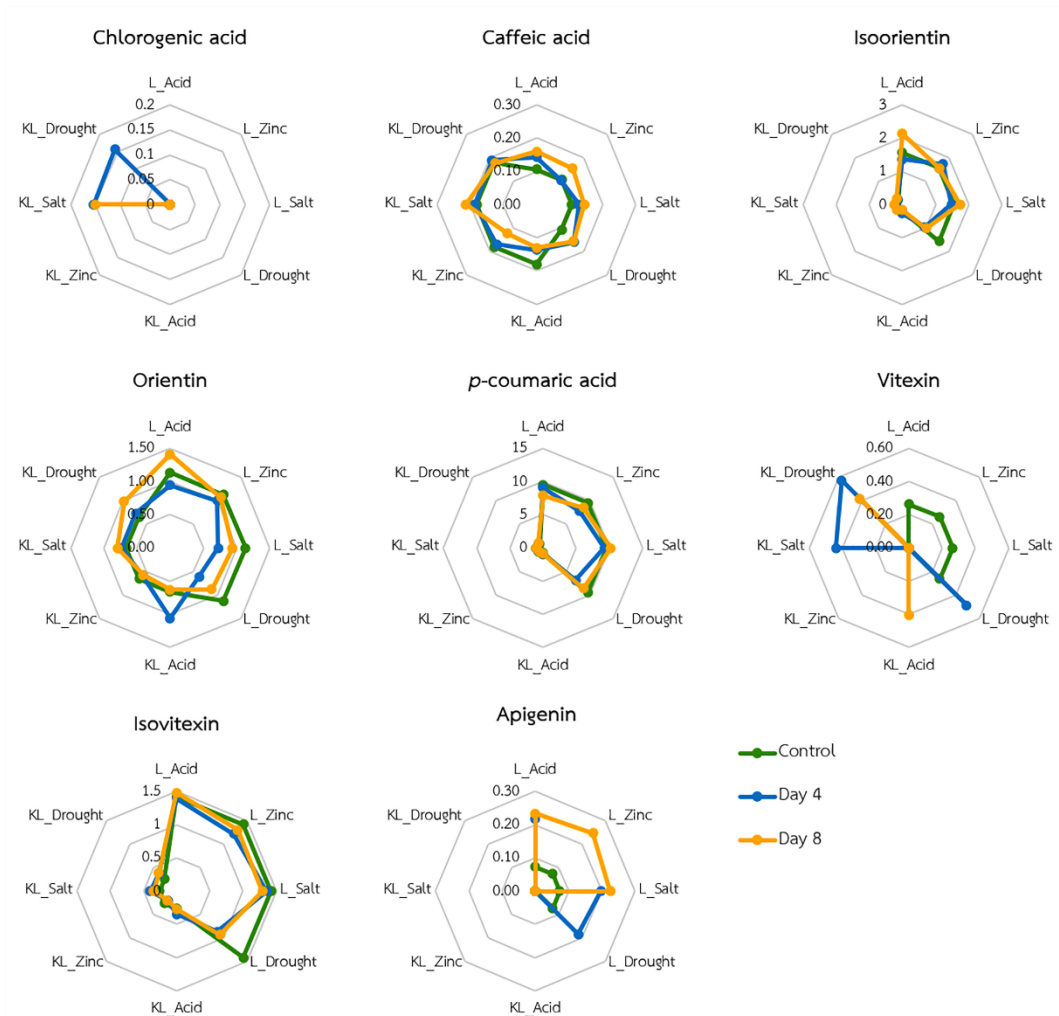 Chlorogenic acid
L_Acid
0.2
KL_Drought
L_Zinc
0.15
0.1
0.05
KL_Salt
0
L_Salt
KL_Zinc
L_Drought
KL_Acid
Caffeic acid
L_Acid
0.30
KL_Drought
L_Zinc
0.20
0.10
KL_Salt
0.00
L_Salt
KL_Zinc
L_Drought
KL_Acid
Isoorientin
L_Acid
3
KL_Drought
L_Zinc
2
1
KL_Salt
0
L_Salt
KL_Zinc
L_Drought
KL_Acid
Orientin
L_Acid
1.50
KL_Drought
L_Zinc
1.00
0.50
KL_Salt
0.00
L_Salt
KL_Zinc
L_Drought
KL_Acid
p-coumaric acid
L_Acid
15
KL_Drought
L_Zinc
10
5
KL_Salt
0
L_Salt
KL_Zinc
L_Drought
KL_Acid
Vitexin
L_Acid
0.60
KL_Drought
L_Zinc
0.40
0.20
KL_Salt
0.00
L_Salt
KL_Zinc
L_Drought
KL_Acid
Isovitexin
L_Acid
1.5
KL_Drought
L_Zinc
1
0.5
KL_Salt
0
L_Salt
KL_Zinc
L_Drought
KL_Acid
Apigenin
L_Acid
0.30
KL_Drought
L_Zinc
0.20
0.10
KL_Salt
0.00
L_Salt
KL_Zinc
L_Drought
KL_Acid
Control
Day 4
Day 8